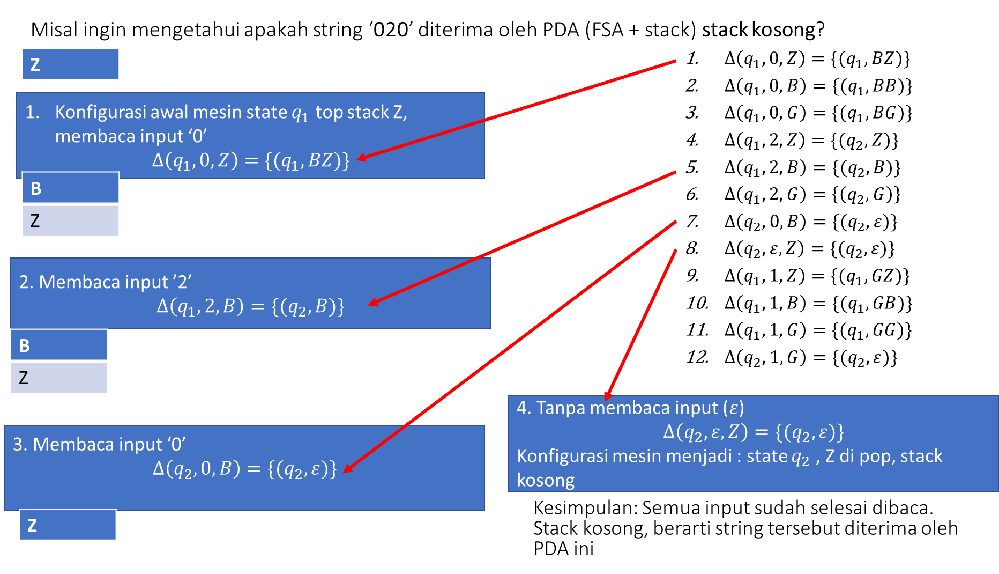 Misal ingin mengetahui apakah string ‘020’ diterima oleh PDA (FSA + stack) stack kosong?
Z
1. Konfigurasi awal mesin state q₁ top stack Z,
membaca input ‘0’
Δ(q₁, 0, Z) = {(q₁, BZ)}
B
Z
2. Membaca input ’2’
Δ(q₁, 2, B) = {(q₂, B)}
B
Z
3. Membaca input ‘0’
Δ(q₂, 0, B) = {(q₂, ε)}
Z
1. Δ(q₁, 0, Z) = {(q₁, BZ)}
2. Δ(q₁, 0, B) = {(q₁, BB)}
3. Δ(q₁, 0, G) = {(q₁, BG)}
4. Δ(q₁, 2, Z) = {(q₂, Z)}
5. Δ(q₁, 2, B) = {(q₂, B)}
6. Δ(q₁, 2, G) = {(q₂, G)}
7. Δ(q₂, 0, B) = {(q₂, ε)}
8. Δ(q₂, ε, Z) = {(q₂, ε)}
9. Δ(q₁, 1, Z) = {(q₁, GZ)}
10. Δ(q₁, 1, B) = {(q₁, GB)}
11. Δ(q₁, 1, G) = {(q₁, GG)}
12. Δ(q₂, 1, G) = {(q₂, ε)}
4. Tanpa membaca input (ε)
Δ(q₂, ε, Z) = {(q₂, ε)}
Konfigurasi mesin menjadi : state q₂ , Z di pop, stack
kosong
Kesimpulan: Semua input sudah selesai dibaca.
Stack kosong, berarti string tersebut diterima oleh
PDA ini